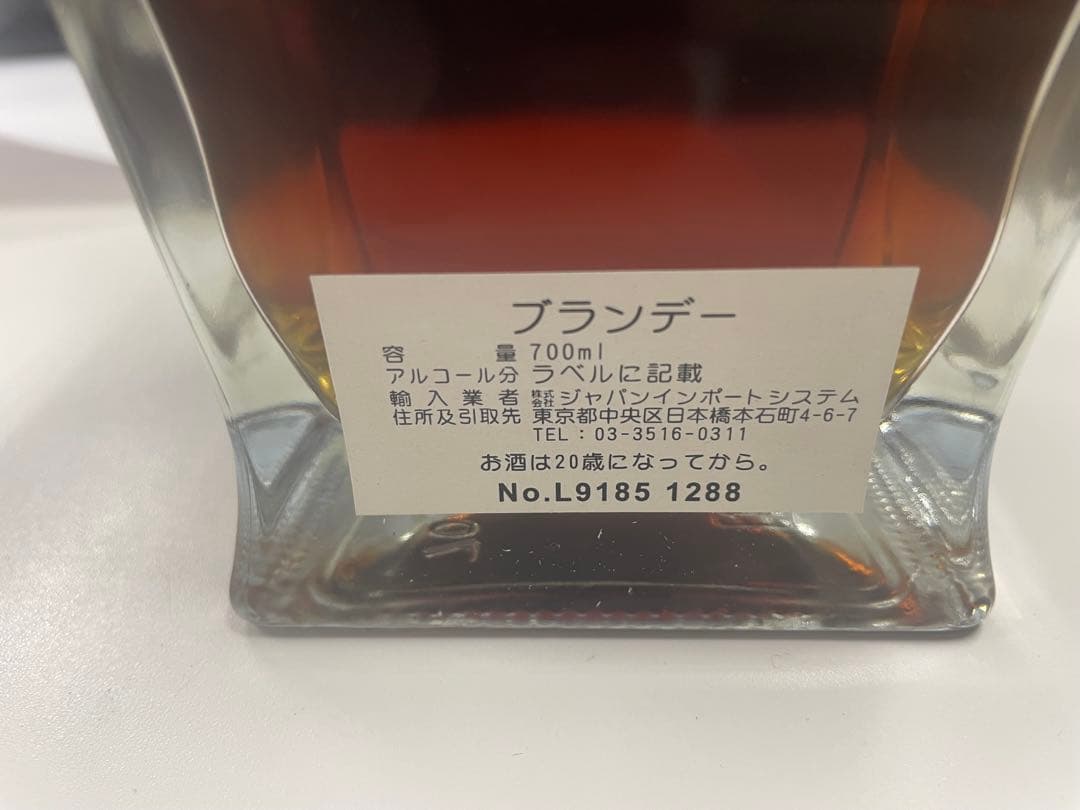 ブランデー
容量 700ml
アルコール分 ラベルに記載
輸入業者 株式会社ジャパンインポートシステム
住所及引取先 東京都中央区日本橋本石町4-6-7
TEL：03-3516-0311
お酒は20歳になってから。
No.L9185 1288